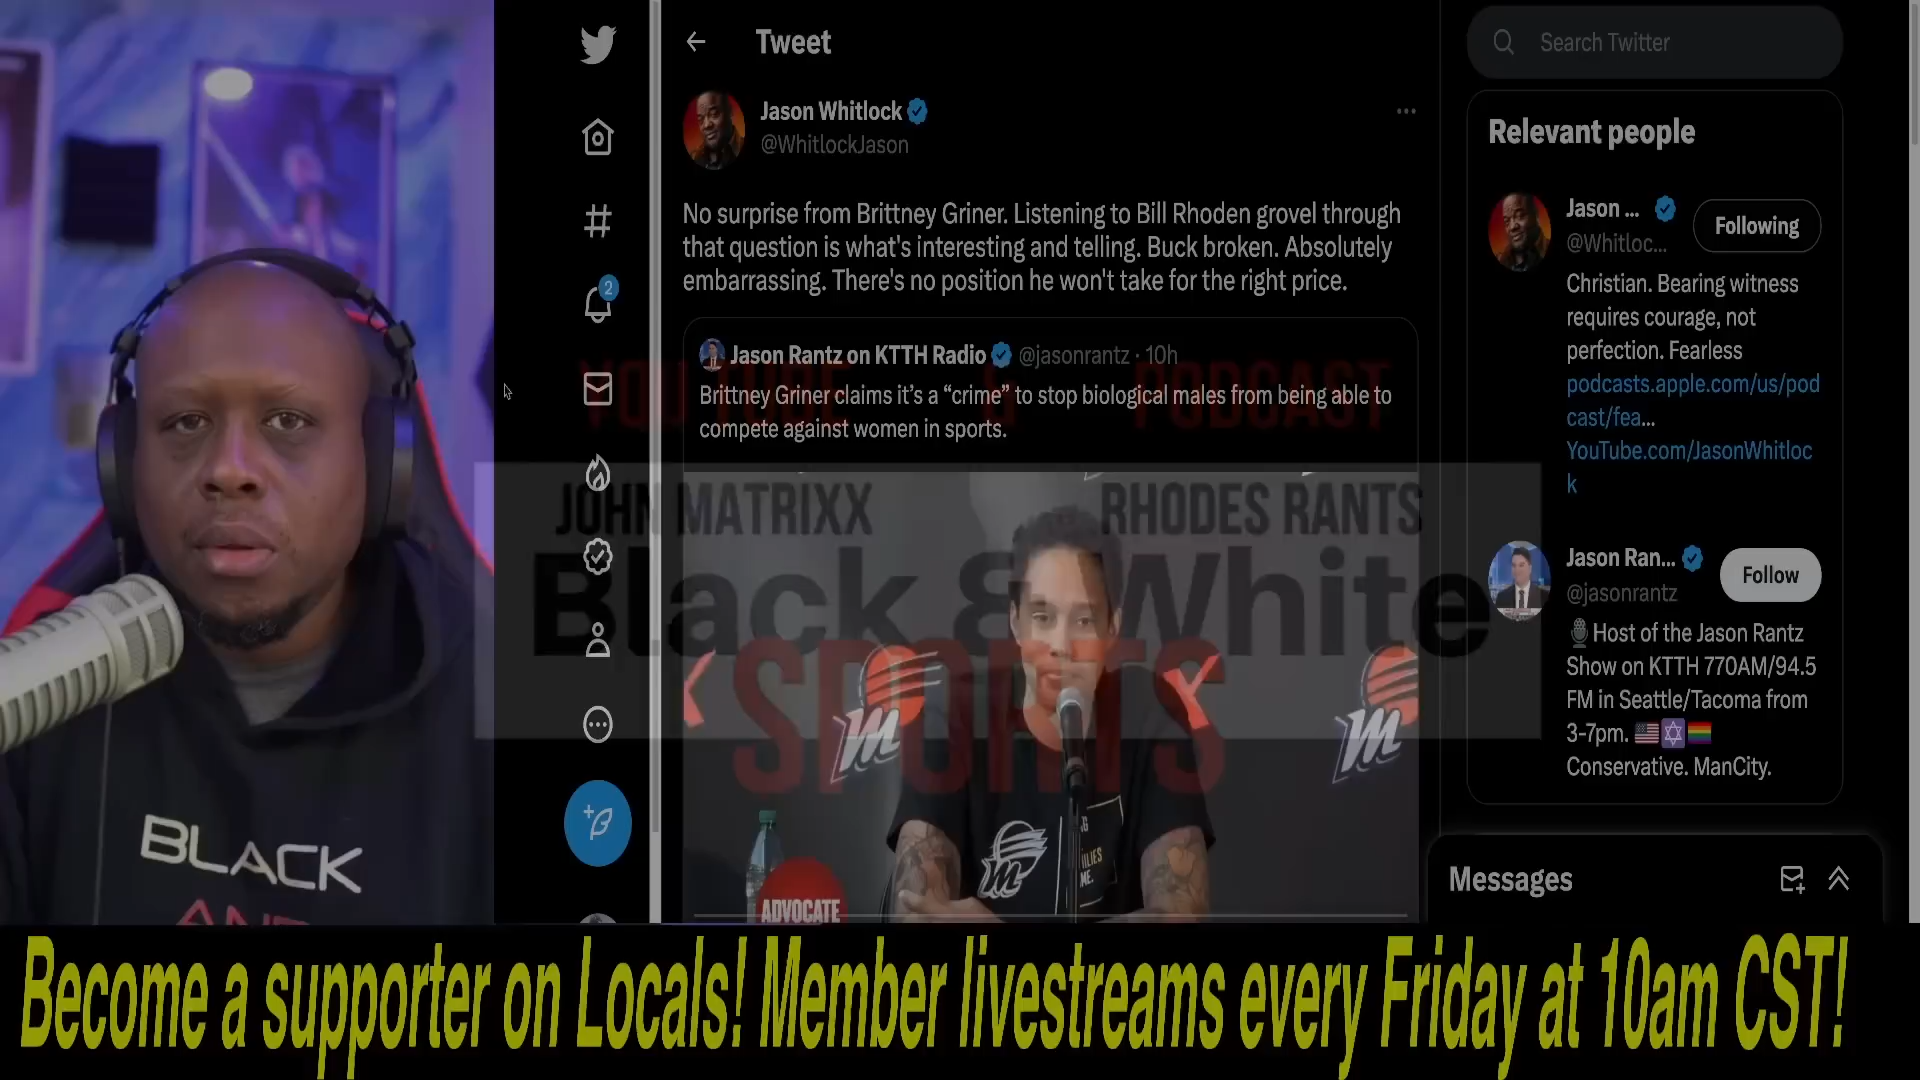 Tweet
Search Twitter
Jason Whitlock
@WhitlockJason
...
No surprise from Brittney Griner. Listening to Bill Rhoden grovel through
that question is what's interesting and telling. Buck broken. Absolutely
embarrassing. There's no position he won't take for the right price.
Jason Rantz on KTTH Radio @jasonrantz · 10h
Brittney Griner claims it's a “crime” to stop biological males from being able to
compete against women in sports.
2
YOUTUBE & PODCAST
JOHN MATRIXX RHODES RANTS
Black & White
SPORTS
M
M
M
ADVOCATE
BLACK
AND
Relevant people
Jason ...
@Whitloc...
Following
Christian. Bearing witness
requires courage, not
perfection. Fearless
podcasts.apple.com/us/pod
cast/fea...
YouTube.com/JasonWhitloc
k
Jason Ran...
@jasonrantz
Follow
Host of the Jason Rantz
Show on KTTH 770AM/94.5
FM in Seattle/Tacoma from
3-7pm.
Conservative. ManCity.
Messages
Become a supporter on Locals! Member livestreams every Friday at 10am CST!